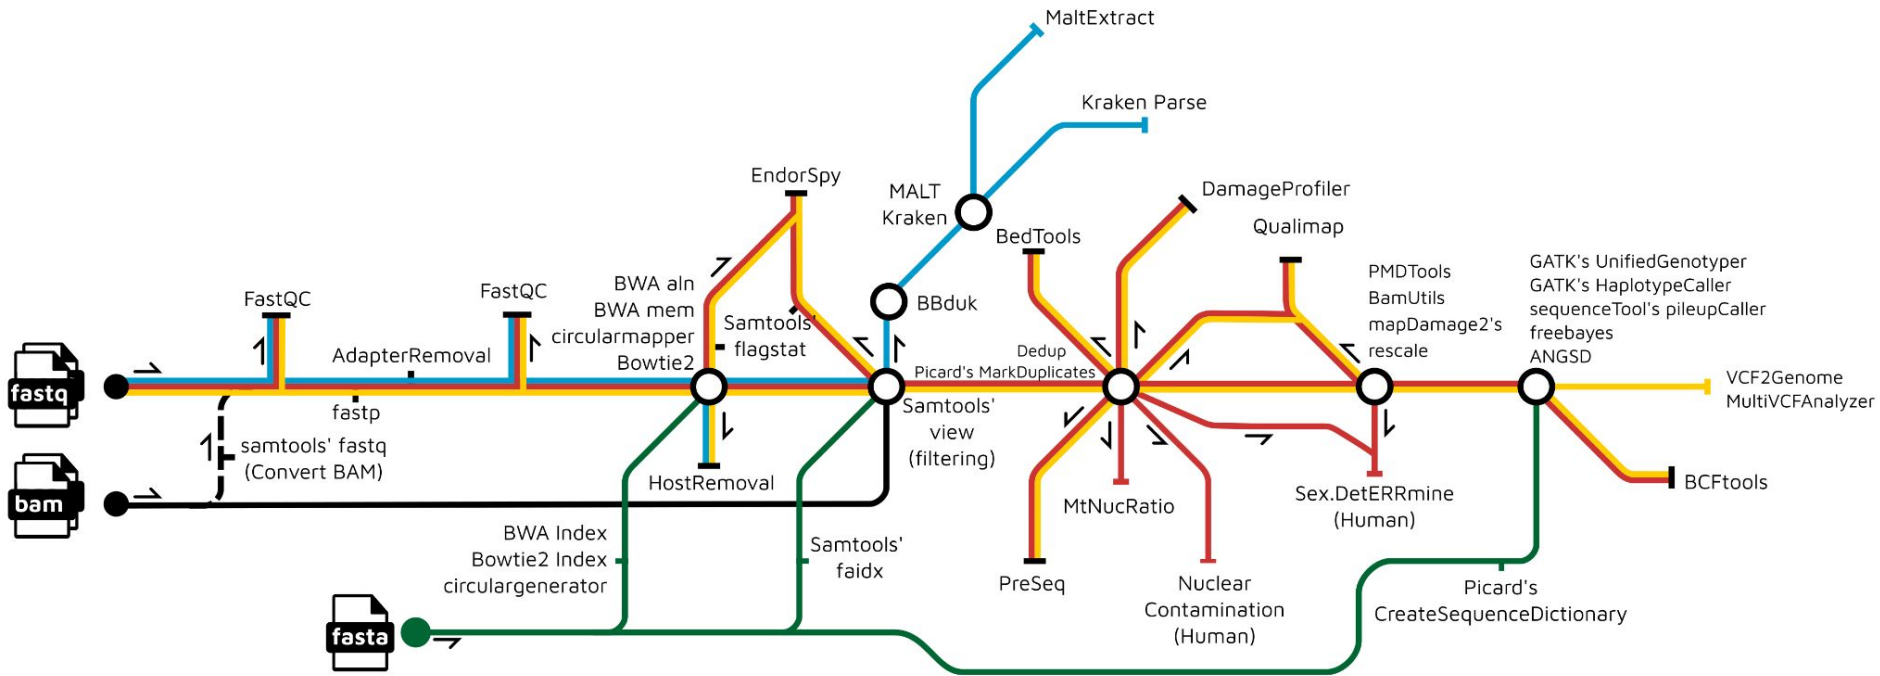 MaltExtract
Kraken Parse
EndorSpy
MALT
Kraken
DamageProfiler
BedTools
Qualimap
FastQC
FastQC
BWA aln
BWA mem
circularmapper
Bowtie2
Samtools'
flagstat
BBduk
PMDTools
BamUtils
mapDamage2's
rescale
GATK's UnifiedGenotyper
GATK's HaplotypeCaller
sequenceTool's pileupCaller
freebayes
ANGSD
AdapterRemoval
Dedup
Picard's MarkDuplicates
fastq
fastp
Samtools'
view
(filtering)
VCF2Genome
MultiVCFAnalyzer
samtools' fastq
(Convert BAM)
HostRemoval
bam
MtNucRatio
Sex.DetERRmine
(Human)
BCFtools
BWA Index
Bowtie2 Index
circulargenerator
Samtools'
faidx
PreSeq
Nuclear
Contamination
(Human)
Picard's
CreateSequenceDictionary
fasta